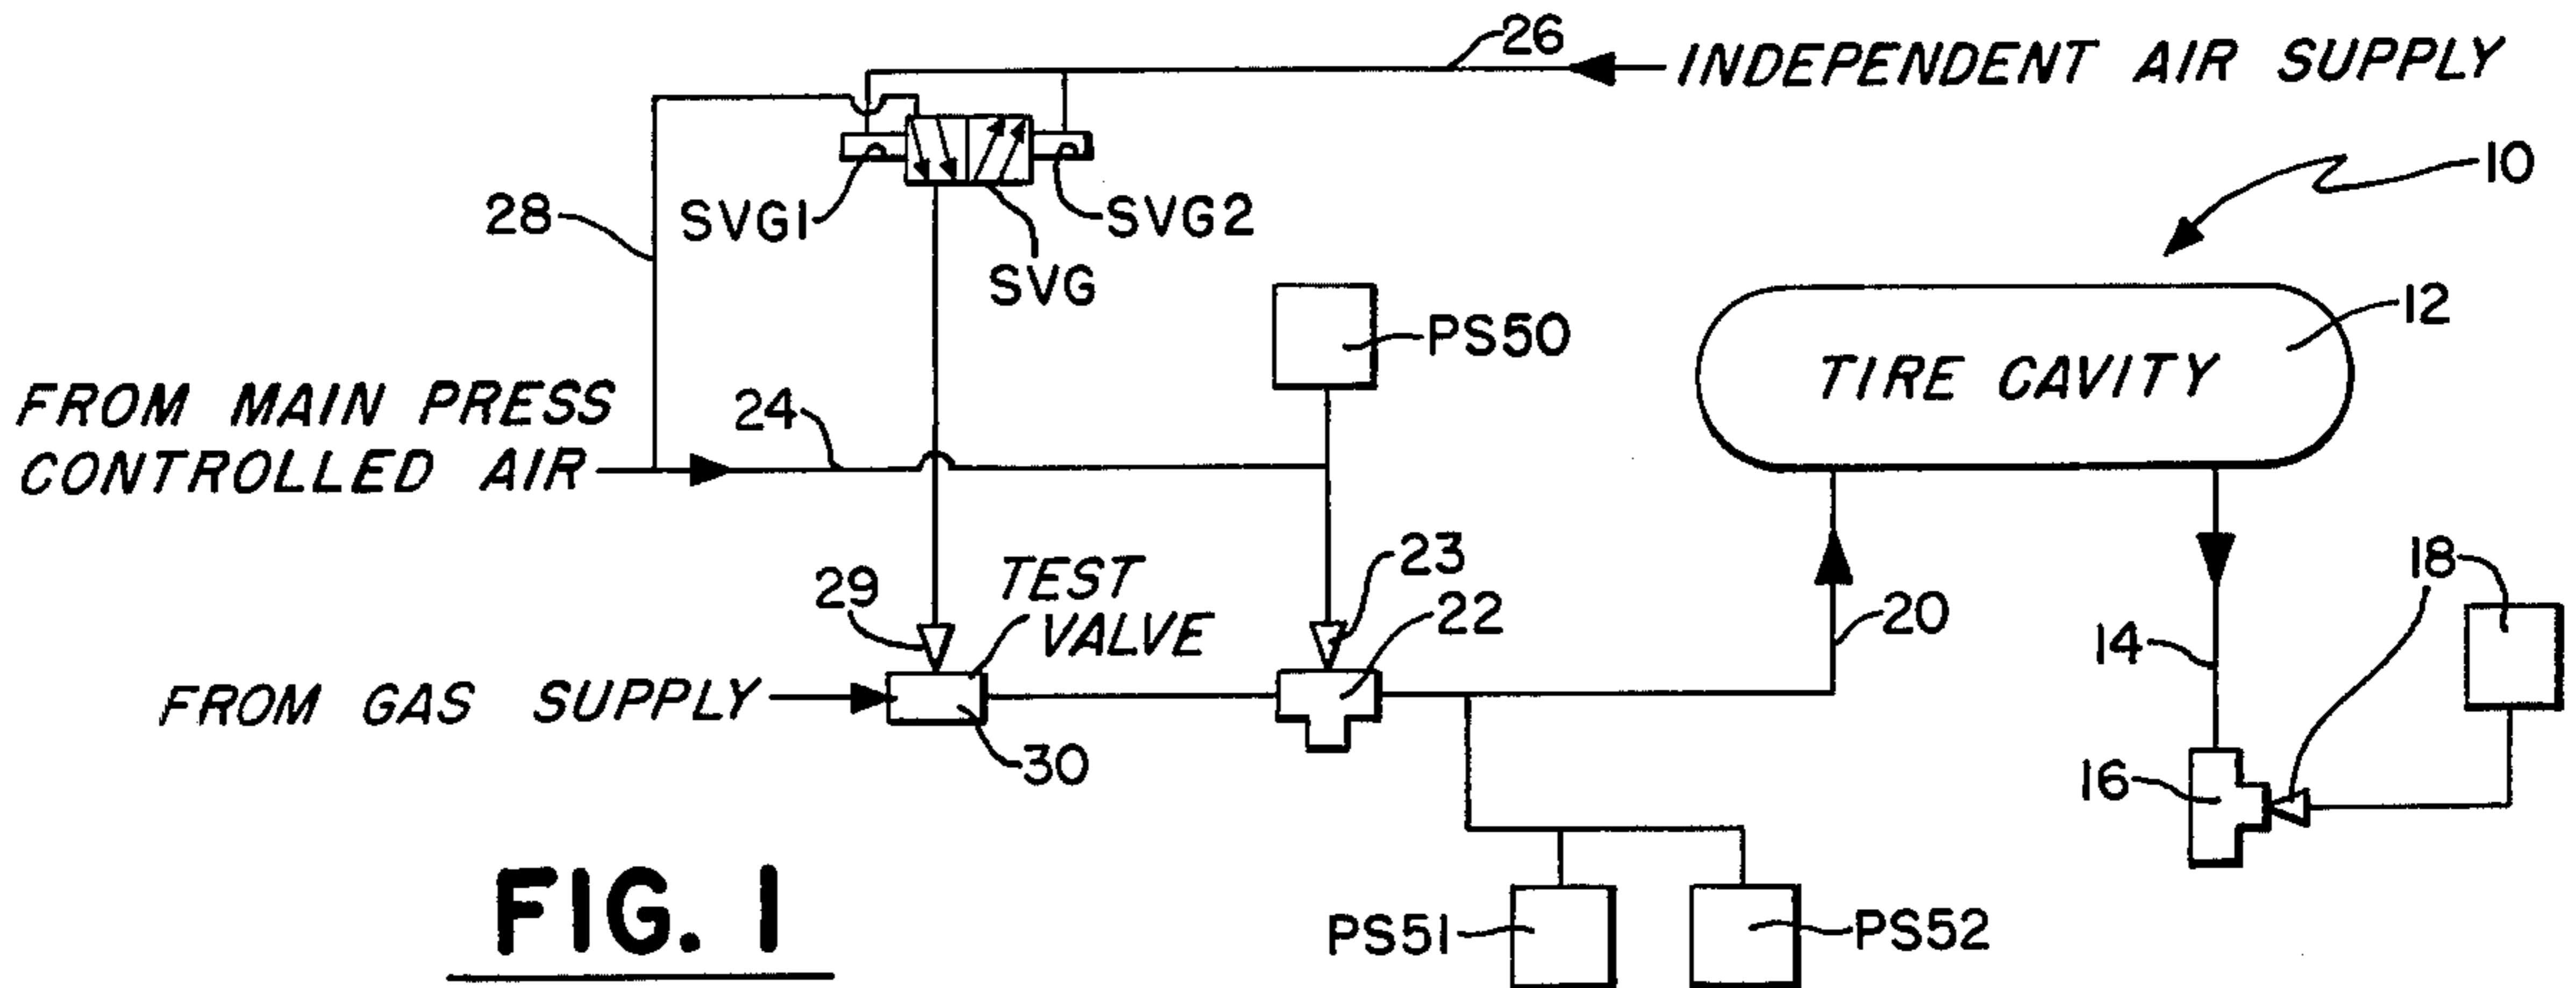 26
INDEPENDENT AIR SUPPLY
10
28
SVG1
SVG2
SVG
12
PS50
TIRE CAVITY
FROM MAIN PRESS
CONTROLLED AIR
24
23
18
29
TEST
VALVE
22
20
14
FROM GAS SUPPLY
30
16
PS51
PS52
FIG. 1